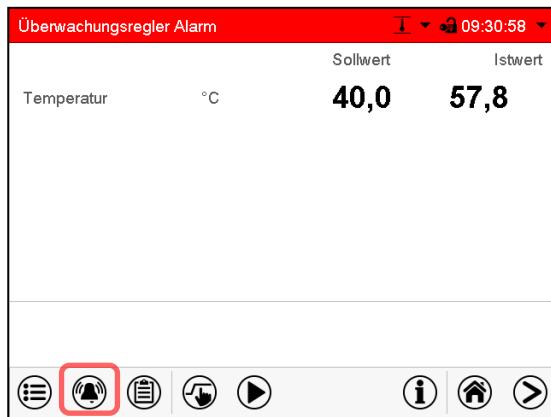 Überwachungsregler Alarm 09:30:58
Sollwert Istwert
Temperatur °C 40,0 57,8